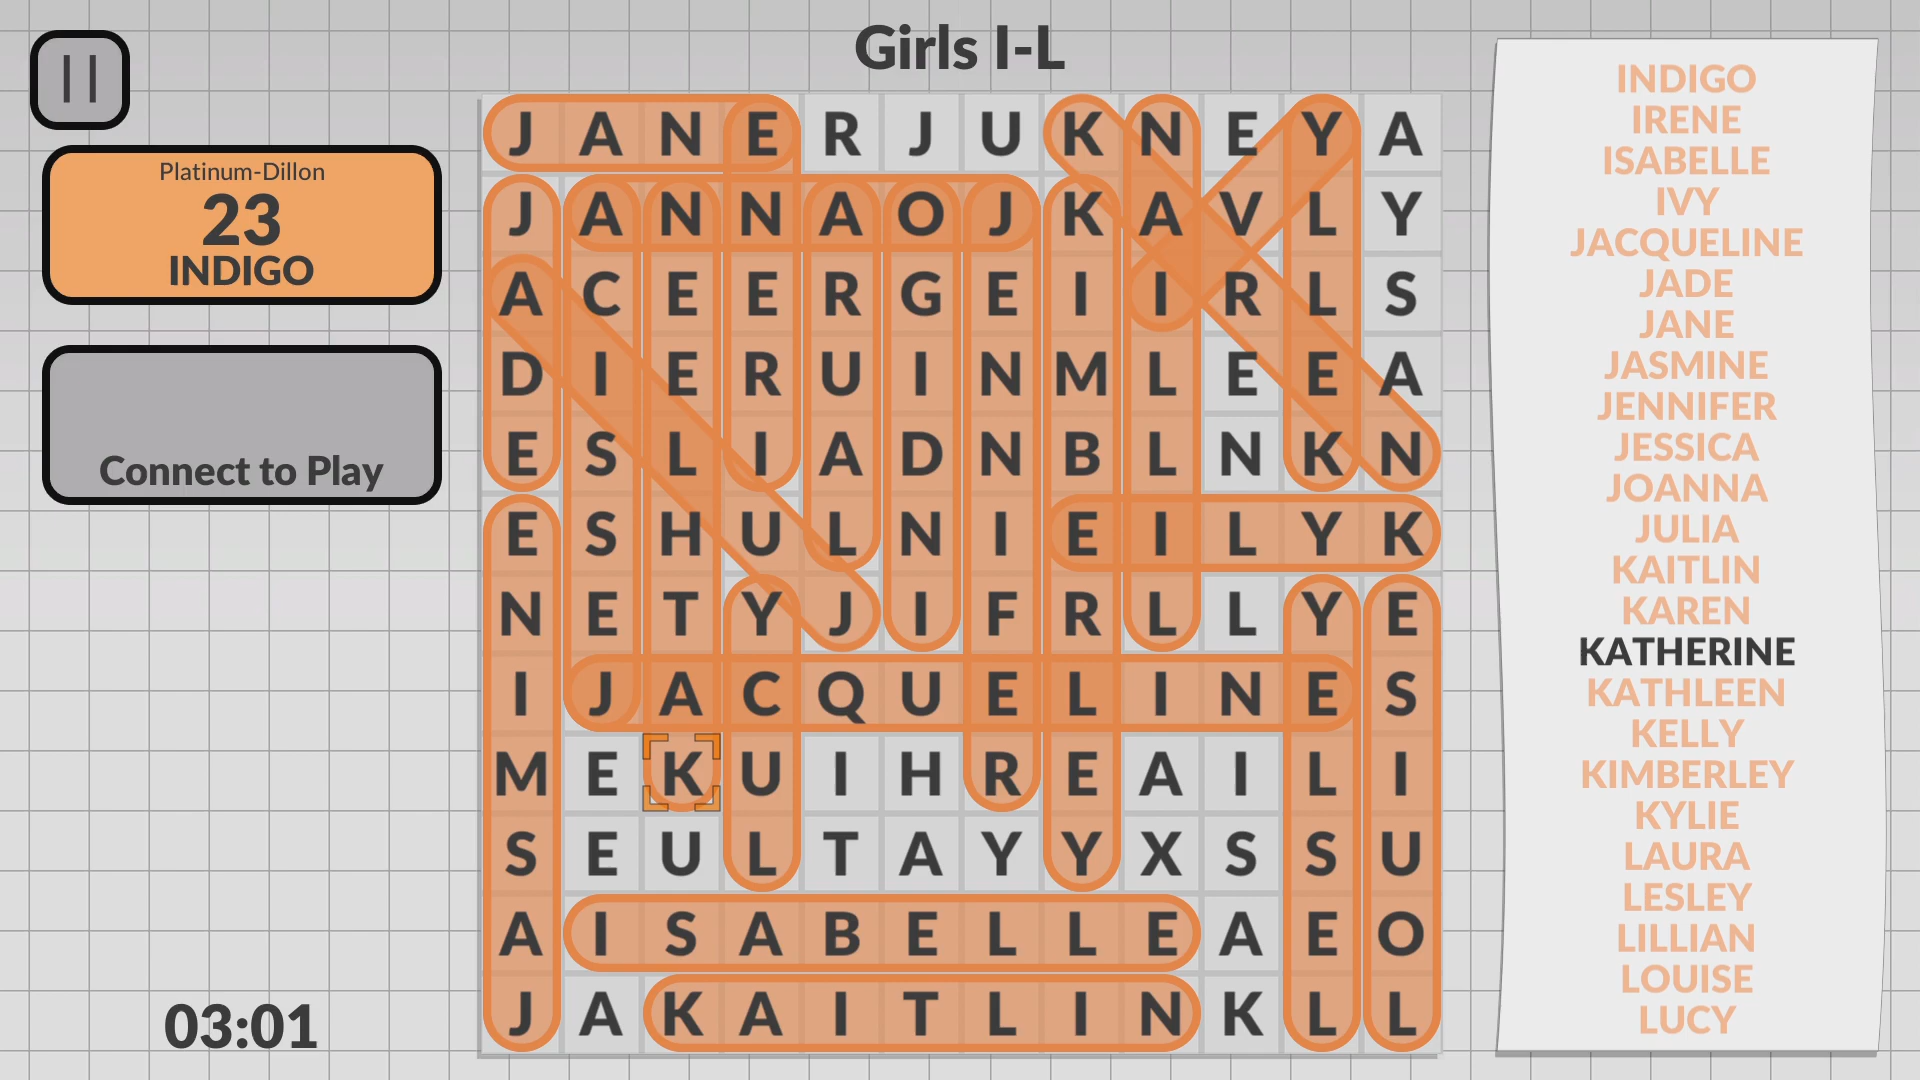 Girls I-L
Platinum-Dillon
23
INDIGO
Connect to Play
03:01
J A N E R J U K N E Y A
J A N N A O J K A V L Y
A C E E R G E I I R L S
D I E R U I N M L E E A
E S L I A D N B L N K N
E S H U L N I E I L Y K
N E T Y J I F R L L Y E
I J A C Q U E L I N E S
M E K U I H R E A I L I
S E U L T A Y Y X S S U
A I S A B E L L E A E O
J A K A I T L I N K L L
INDIGO
IRENE
ISABELLE
IVY
JACQUELINE
JADE
JANE
JASMINE
JENNIFER
JESSICA
JOANNA
JULIA
KAITLIN
KAREN
KATHERINE
KATHLEEN
KELLY
KIMBERLEY
KYLIE
LAURA
LESLEY
LILLIAN
LOUISE
LUCY